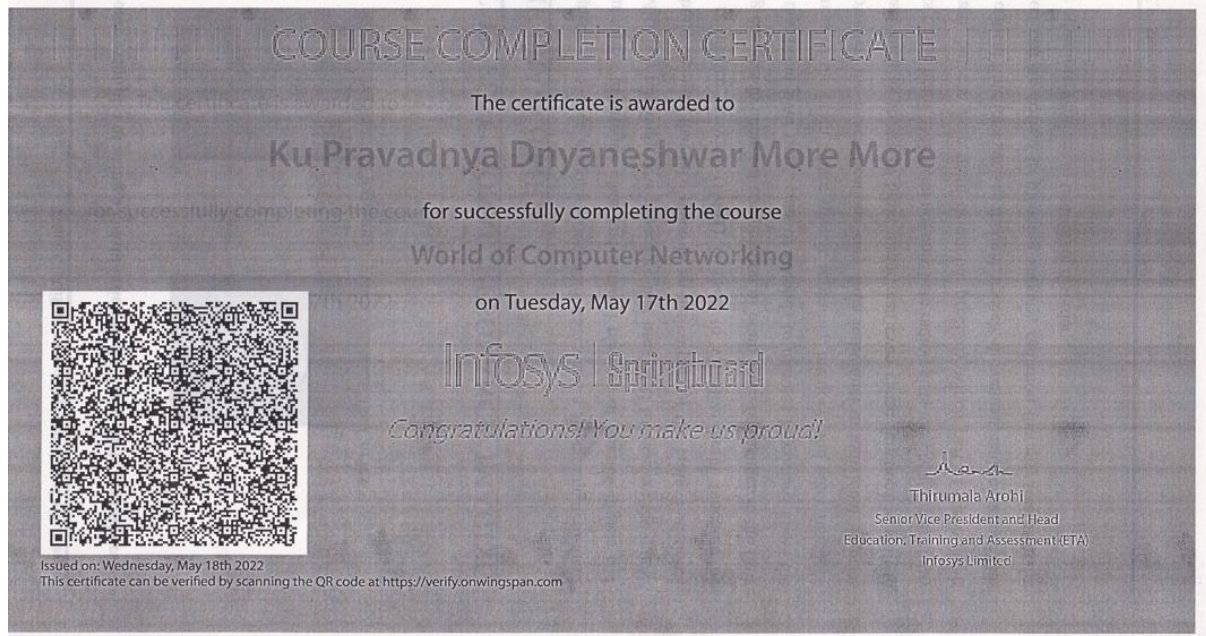 COURSE COMPLETION CERTIFICATE
The certificate is awarded to
Ku Pravadnya Dnyaneshwar More More
for successfully completing the course
World of Computer Networking
on Tuesday, May 17th 2022
Infosys | Springboard
Congratulations! You make us proud!
Thirumala Arohi
Senior Vice President and Head
Education, Training and Assessment (ETA)
Infosys Limited
Issued on: Wednesday, May 18th 2022
This certificate can be verified by scanning the QR code at https://verify.onwingspan.com